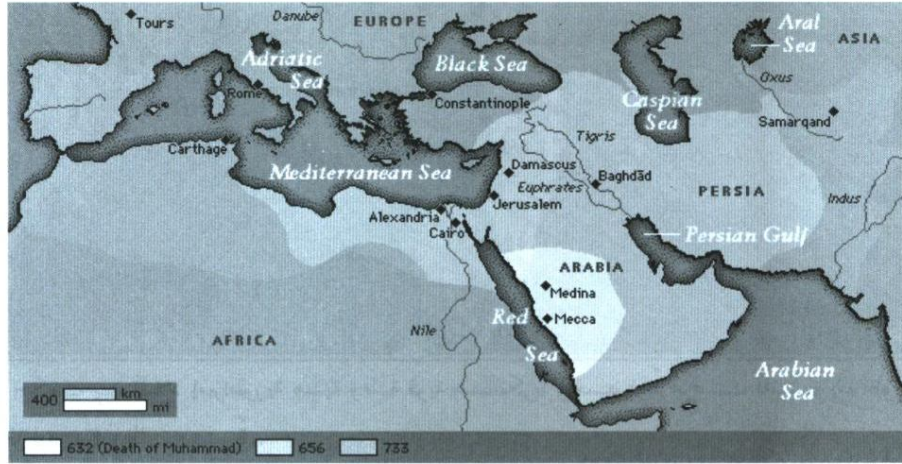 Tours
Danube
EUROPE
Aral
Sea
ASIA
Adriatic
Sea
Black Sea
Oxus
Rome
Constantinople
Caspian
Sea
Samarqand
Carthage
Tigris
Mediterranean Sea
Damascus
Euphrates
Baghdād
PERSIA
Indus
Jerusalem
Alexandria
Cairo
Persian Gulf
ARABIA
Medina
Red
Sea
Mecca
Nile
AFRICA
Arabian
Sea
400 km
mi
632 (Death of Muhammad) 656 733